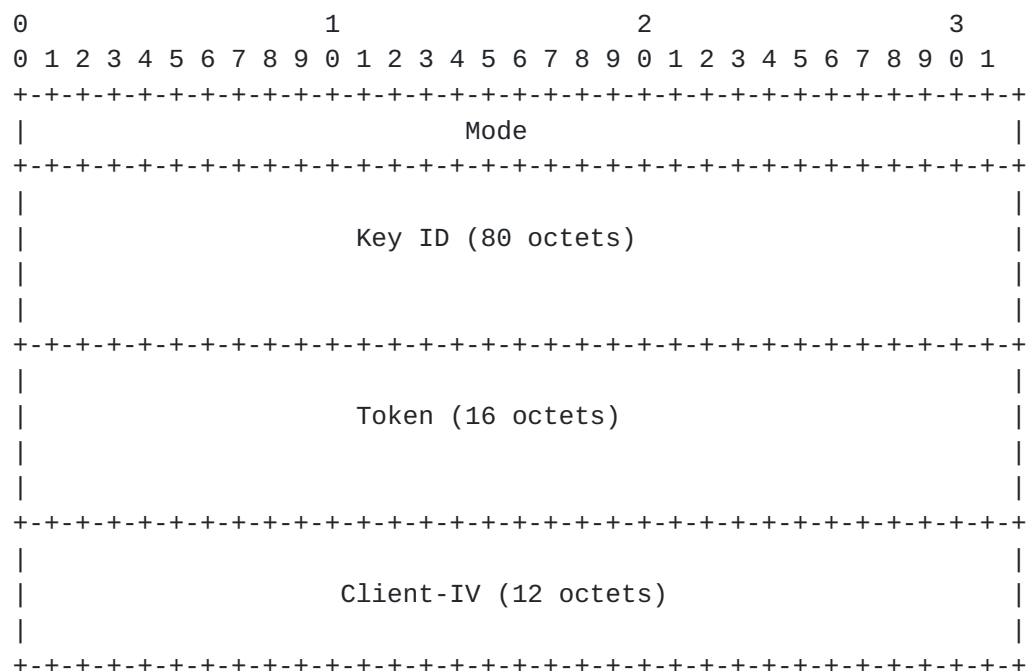 0                   1                   2                   3
0 1 2 3 4 5 6 7 8 9 0 1 2 3 4 5 6 7 8 9 0 1 2 3 4 5 6 7 8 9 0 1
+-+-+-+-+-+-+-+-+-+-+-+-+-+-+-+-+-+-+-+-+-+-+-+-+-+-+-+-+-+-+-+-+
|                            Mode                               |
+-+-+-+-+-+-+-+-+-+-+-+-+-+-+-+-+-+-+-+-+-+-+-+-+-+-+-+-+-+-+-+-+
|                                                               |
|                     Key ID (80 octets)                        |
|                                                               |
|                                                               |
+-+-+-+-+-+-+-+-+-+-+-+-+-+-+-+-+-+-+-+-+-+-+-+-+-+-+-+-+-+-+-+-+
|                                                               |
|                     Token (16 octets)                         |
|                                                               |
|                                                               |
+-+-+-+-+-+-+-+-+-+-+-+-+-+-+-+-+-+-+-+-+-+-+-+-+-+-+-+-+-+-+-+-+
|                                                               |
|                    Client-IV (12 octets)                      |
|                                                               |
+-+-+-+-+-+-+-+-+-+-+-+-+-+-+-+-+-+-+-+-+-+-+-+-+-+-+-+-+-+-+-+-+